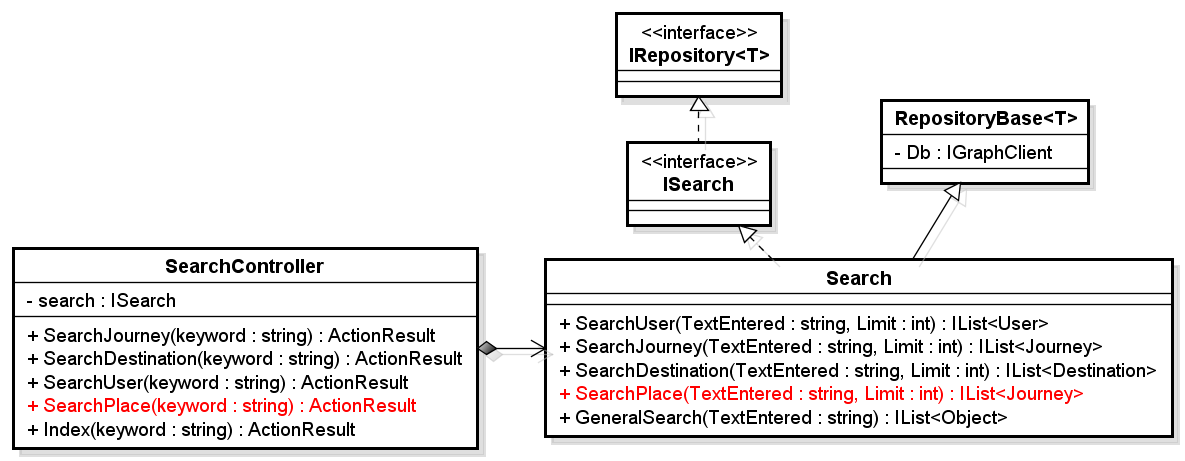 <<interface>>
IRepository<T>
RepositoryBase<T>
- Db : IGraphClient
<<interface>>
ISearch
SearchController
- search : ISearch
+ SearchJourney(keyword : string) : ActionResult
+ SearchDestination(keyword : string) : ActionResult
+ SearchUser(keyword : string) : ActionResult
+ SearchPlace(keyword : string) : ActionResult
+ Index(keyword : string) : ActionResult
Search
+ SearchUser(TextEntered : string, Limit : int) : IList<User>
+ SearchJourney(TextEntered : string, Limit : int) : IList<Journey>
+ SearchDestination(TextEntered : string, Limit : int) : IList<Destination>
+ SearchPlace(TextEntered : string, Limit : int) : IList<Journey>
+ GeneralSearch(TextEntered : string) : IList<Object>